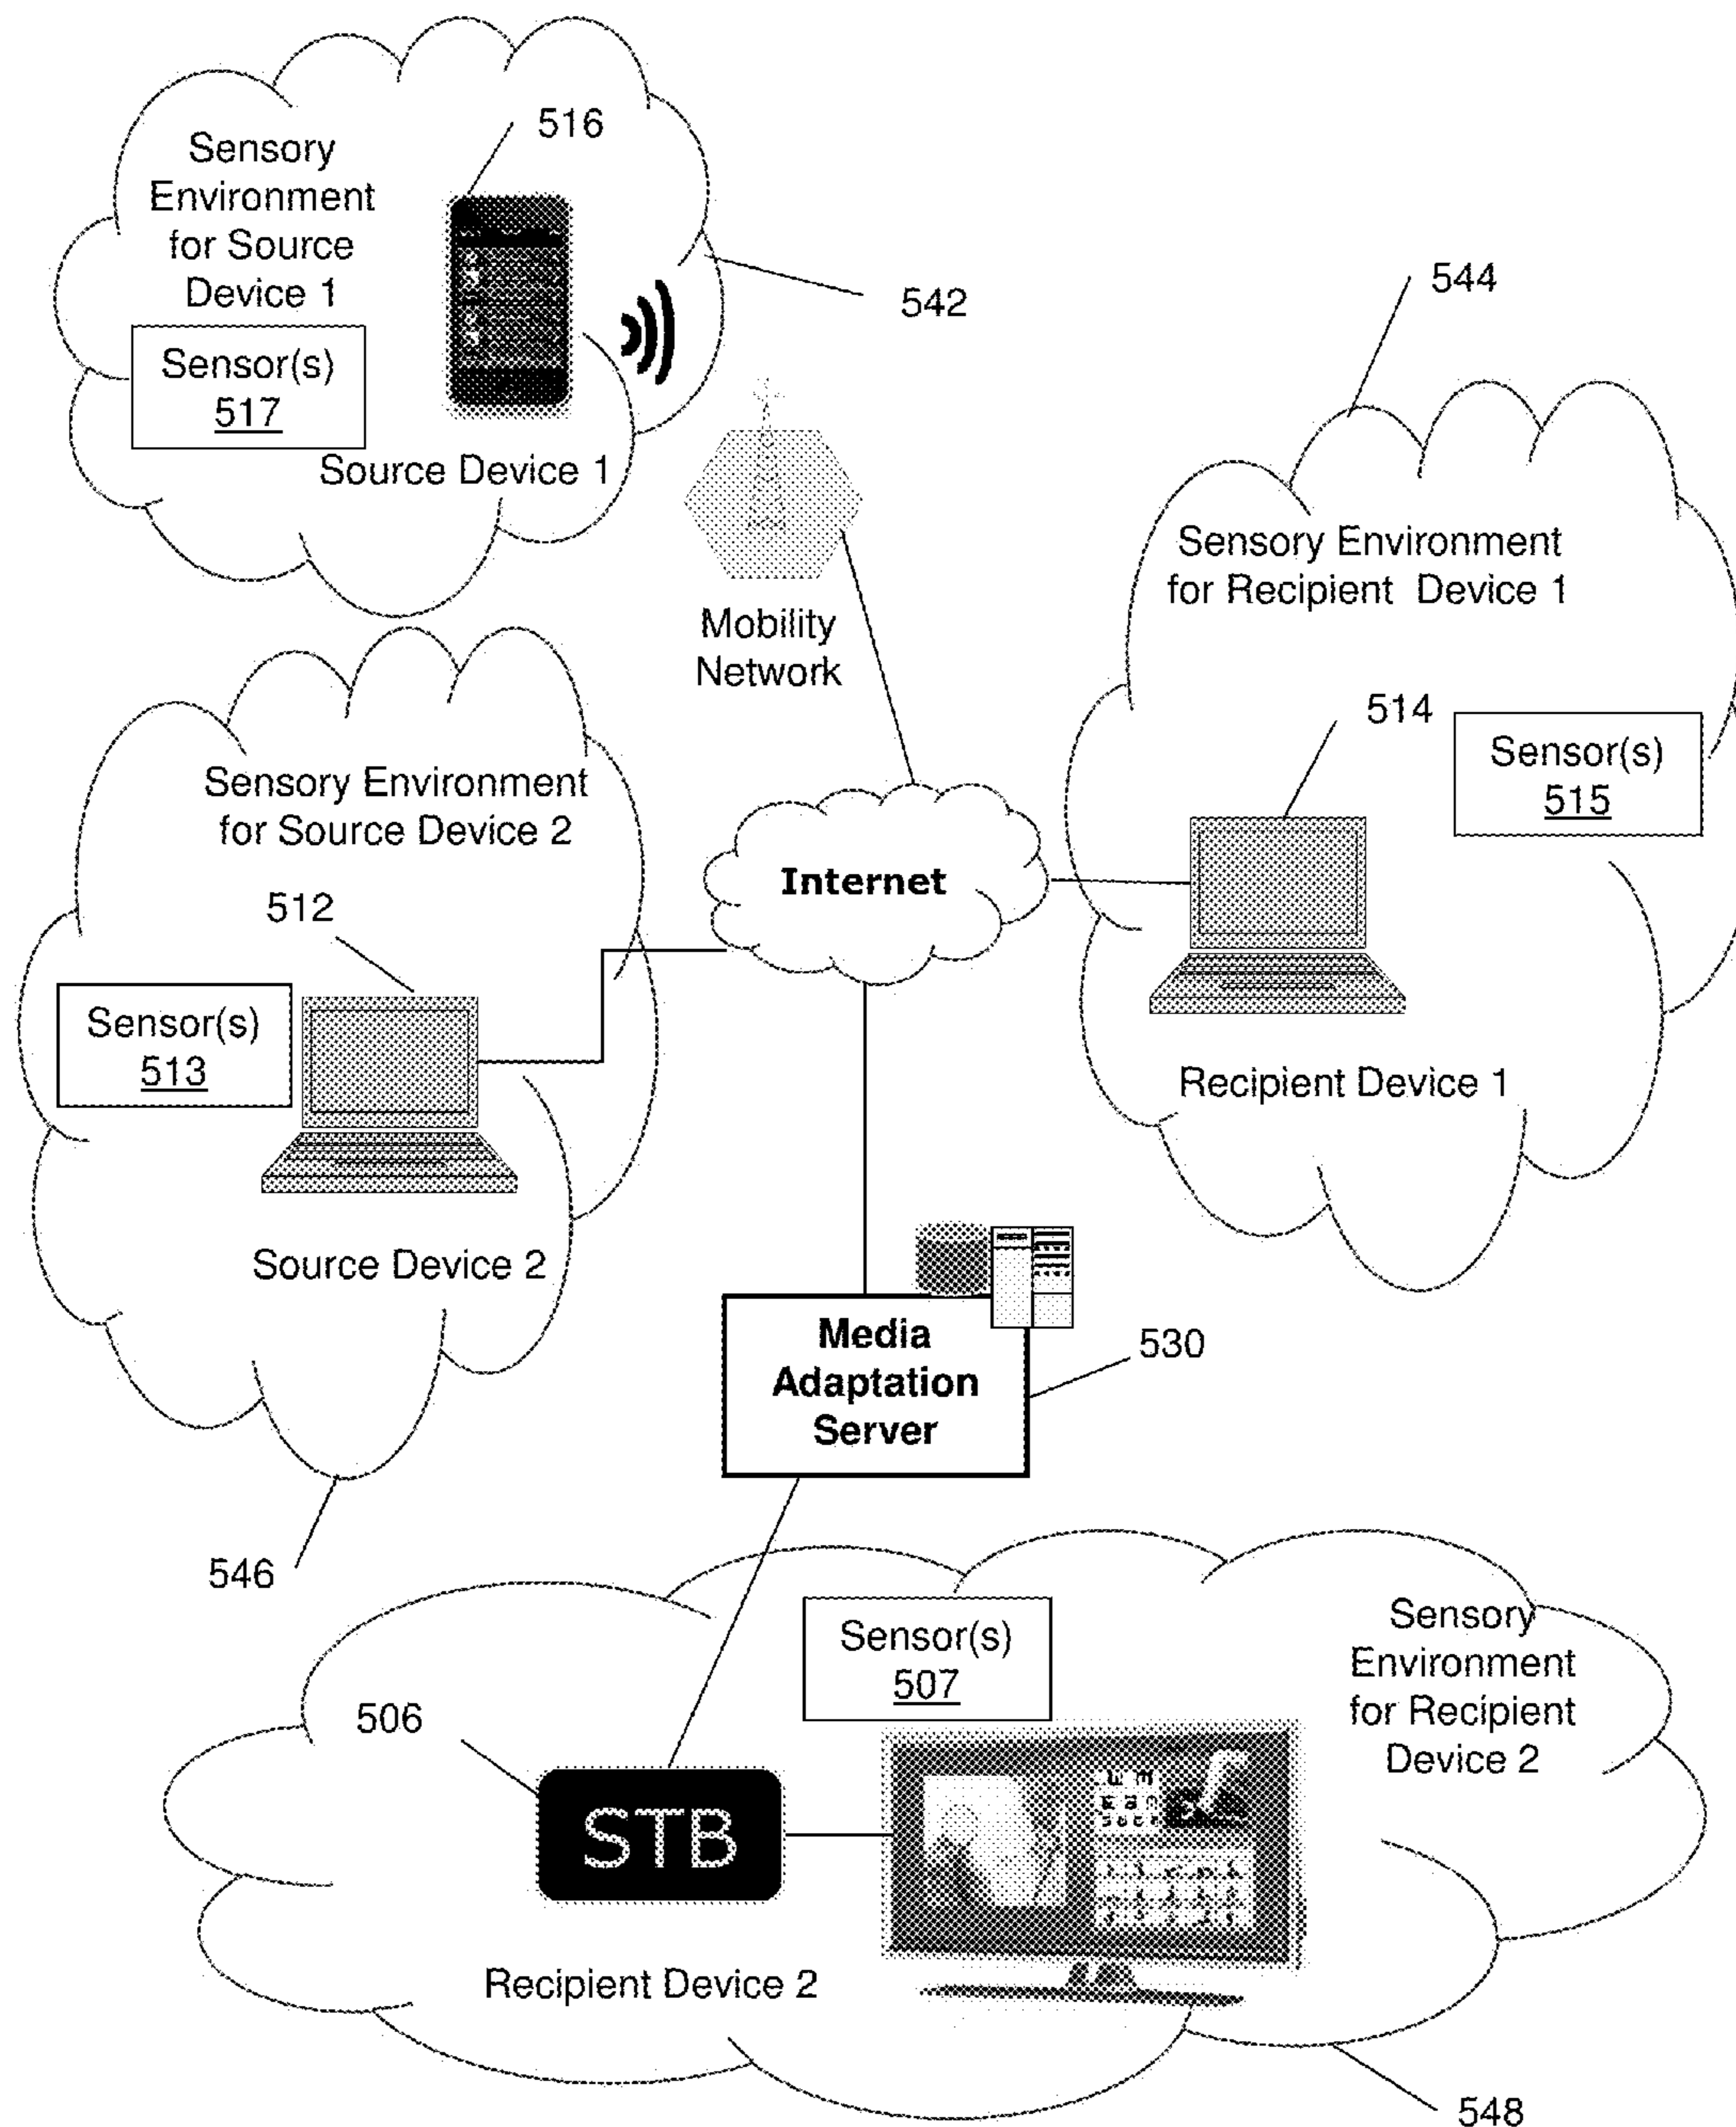 516
Sensory
Environment
for Source
Device 1
542
Sensor(s)
517
Source Device 1
544
Sensory Environment
for Recipient Device 1
Mobility
Network
514
Sensor(s)
515
Sensory Environment
for Source Device 2
Internet
512
Sensor(s)
513
Recipient Device 1
Source Device 2
Media
Adaptation
Server
530
546
Sensor(s)
507
Sensory
Environment
for Recipient
Device 2
506
STB
Recipient Device 2
548